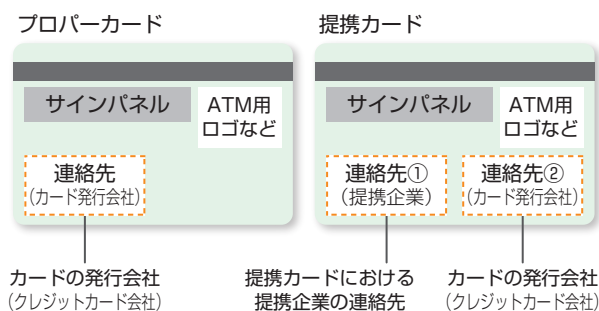 プロパーカード
サインパネル
ATM用
ロゴなど
連絡先
（カード発行会社）
カードの発行会社
（クレジットカード会社）
提携カード
サインパネル
ATM用
ロゴなど
連絡先①
（提携企業）
連絡先②
（カード発行会社）
提携カードにおける
提携企業の連絡先
カードの発行会社
（クレジットカード会社）